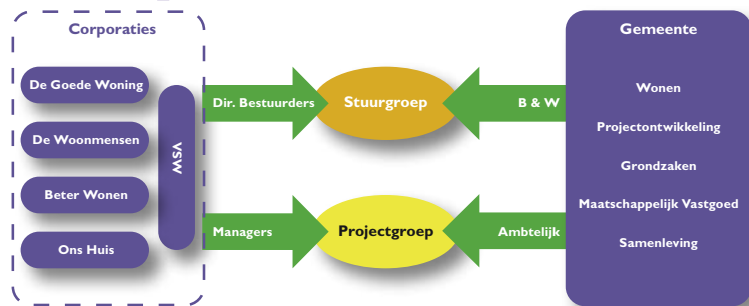 Corporaties
De Goede Woning
De Woonmensen
Beter Wonen
Ons Huis
VSW
Dir. Bestuurders
Stuurgroep
B & W
Managers
Projectgroep
Ambtelijk
Gemeente
Wonen
Projectontwikkeling
Grondzaken
Maatschappelijk Vastgoed
Samenleving